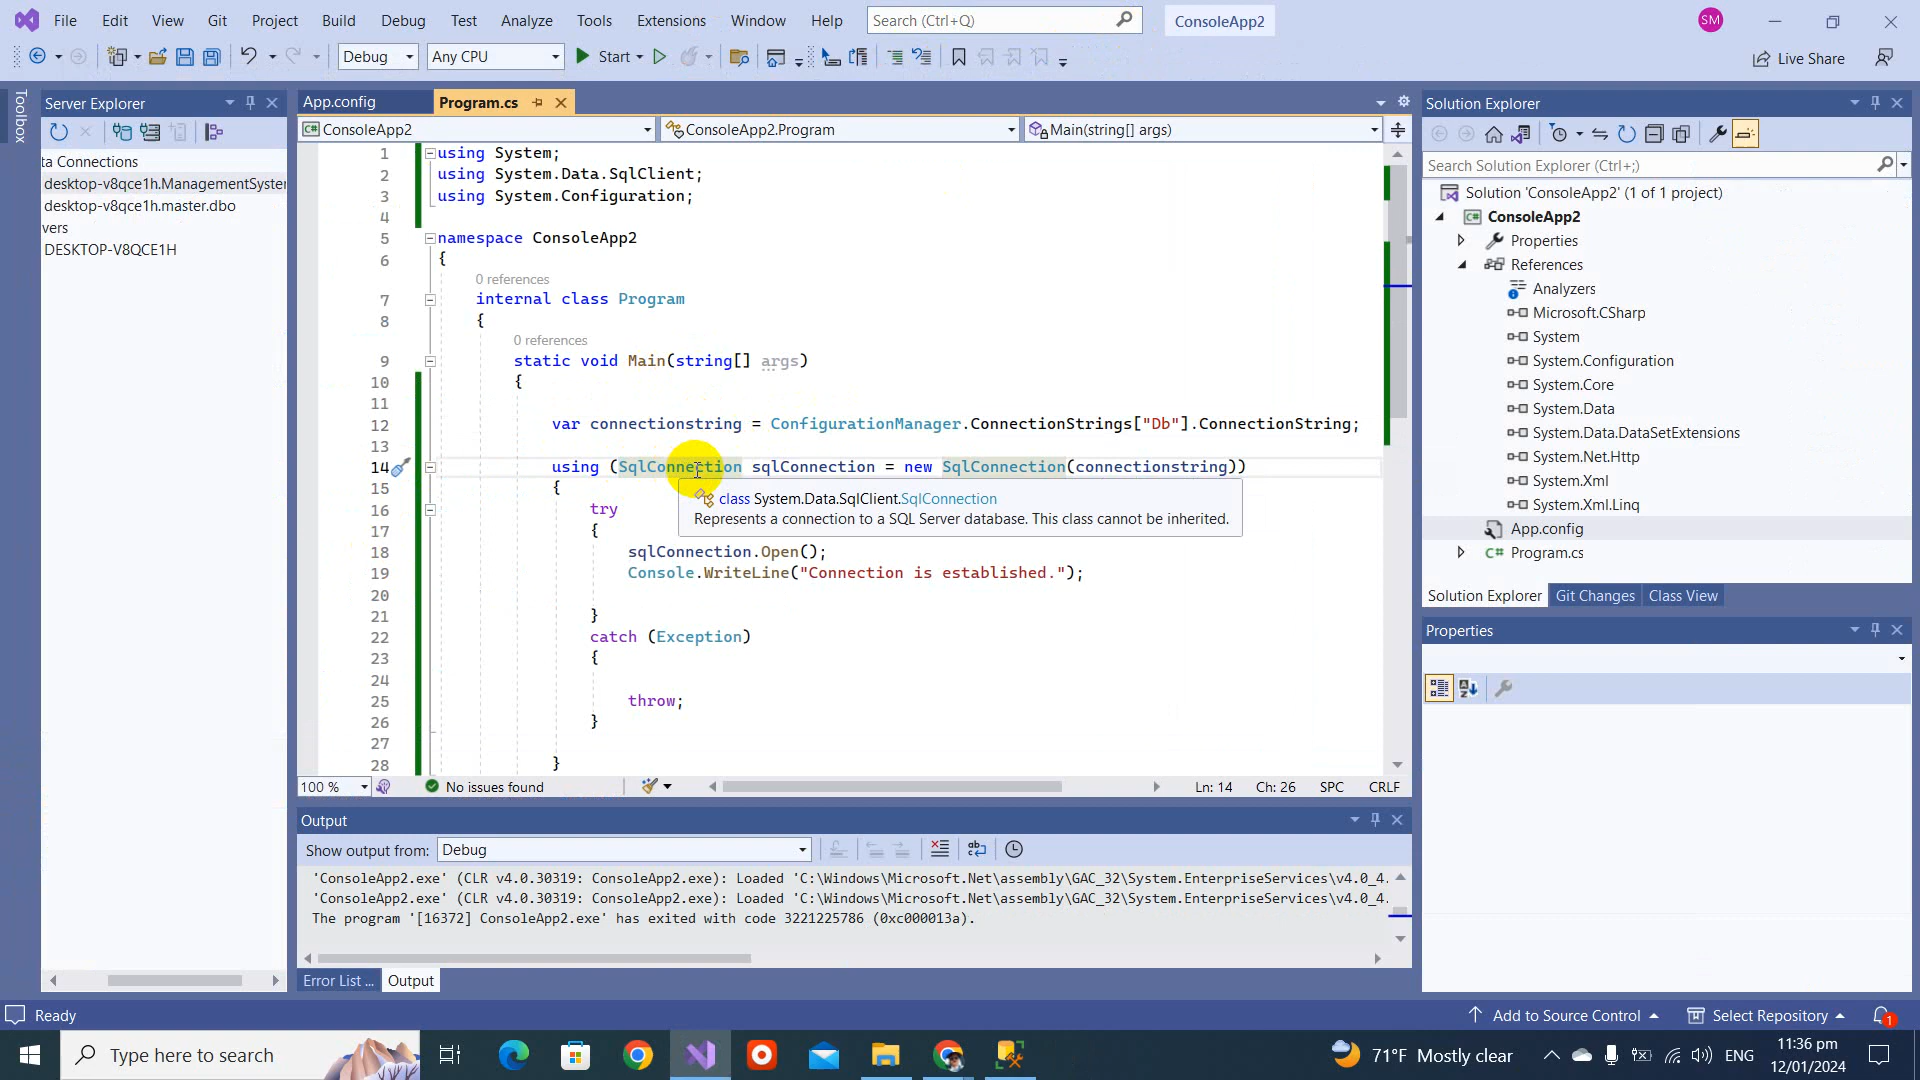 File Edit View Git Project Build Debug Test Analyze Tools Extensions Window Help Search (Ctrl+Q) ConsoleApp2 SM
Debug Any CPU Start Live Share
Toolbox
Server Explorer
ta Connections
desktop-v8qce1h.ManagementSyster
desktop-v8qce1h.master.dbo
vers
DESKTOP-V8QCE1H
App.config Program.cs
ConsoleApp2 ConsoleApp2.Program Main(string[] args)
1 using System;
2 using System.Data.SqlClient;
3 using System.Configuration;
4
5 namespace ConsoleApp2
6 {
0 references
7 internal class Program
8 {
0 references
9 static void Main(string[] args)
10 {
11
12 var connectionstring = ConfigurationManager.ConnectionStrings["Db"].ConnectionString;
13
14 using (SqlConnection sqlConnection = new SqlConnection(connectionstring))
15 {
class System.Data.SqlClient.SqlConnection
Represents a connection to a SQL Server database. This class cannot be inherited.
16 try
17 {
18 sqlConnection.Open();
19 Console.WriteLine("Connection is established.");
20
21 }
22 catch (Exception)
23 {
24
25 throw;
26 }
27
28 }
100 % No issues found Ln: 14 Ch: 26 SPC CRLF
Output
Show output from: Debug
'ConsoleApp2.exe' (CLR v4.0.30319: ConsoleApp2.exe): Loaded 'C:\Windows\Microsoft.Net\assembly\GAC_32\System.EnterpriseServices\v4.0_4.
'ConsoleApp2.exe' (CLR v4.0.30319: ConsoleApp2.exe): Loaded 'C:\Windows\Microsoft.Net\assembly\GAC_32\System.EnterpriseServices\v4.0_4.
The program '[16372] ConsoleApp2.exe' has exited with code 3221225786 (0xc000013a).
Error List ... Output
Solution Explorer
Search Solution Explorer (Ctrl+;)
Solution 'ConsoleApp2' (1 of 1 project)
C# ConsoleApp2
Properties
References
Analyzers
Microsoft.CSharp
System
System.Configuration
System.Core
System.Data
System.Data.DataSetExtensions
System.Net.Http
System.Xml
System.Xml.Linq
App.config
C# Program.cs
Solution Explorer Git Changes Class View
Properties
Ready Add to Source Control Select Repository 1
Type here to search 71°F Mostly clear ENG 11:36 pm
12/01/2024